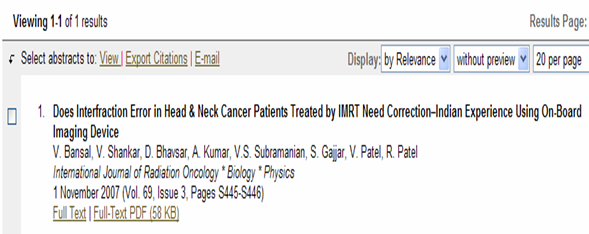 Viewing 1-1 of 1 results Results Page:
Select abstracts to: View | Export Citations | E-mail Display: by Relevance without preview 20 per page
1. Does Interfraction Error in Head & Neck Cancer Patients Treated by IMRT Need Correction–Indian Experience Using On-Board
Imaging Device
V. Bansal, V. Shankar, D. Bhavsar, A. Kumar, V.S. Subramanian, S. Gajjar, V. Patel, R. Patel
International Journal of Radiation Oncology * Biology * Physics
1 November 2007 (Vol. 69, Issue 3, Pages S445-S446)
Full Text | Full-Text PDF (58 KB)